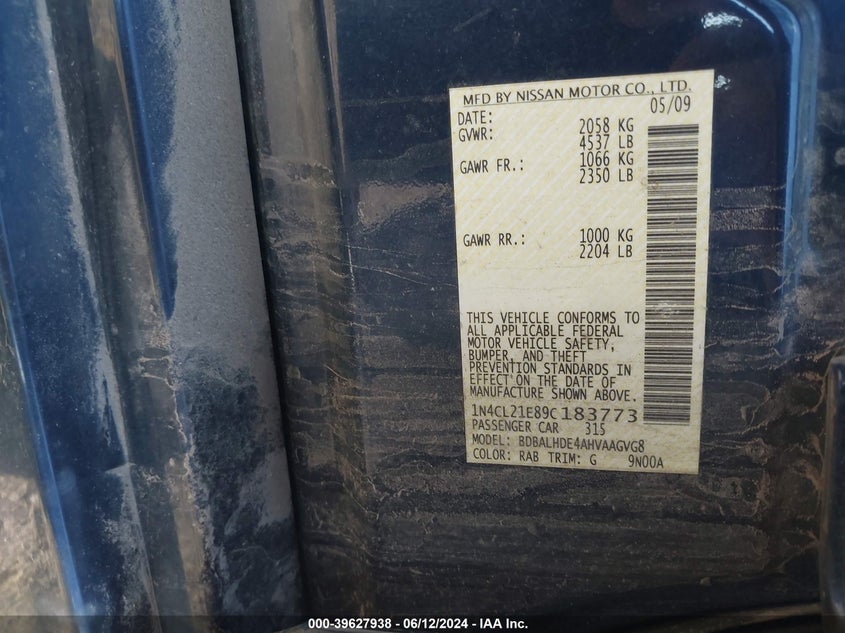 MFD BY NISSAN MOTOR CO., LTD.
DATE: 05/09
GVWR: 2058 KG
4537 LB
GAWR FR.: 1066 KG
2350 LB
GAWR RR.: 1000 KG
2204 LB
THIS VEHICLE CONFORMS TO
ALL APPLICABLE FEDERAL
MOTOR VEHICLE SAFETY,
BUMPER, AND THEFT
PREVENTION STANDARDS IN
EFFECT ON THE DATE OF
MANUFACTURE SHOWN ABOVE.
1N4CL21E89C183773
PASSENGER CAR 315
MODEL: BDBALHDE4AHVAAGVG8
COLOR: RAB TRIM: G 9N00A
000-39627938 - 06/12/2024 - IAA Inc.